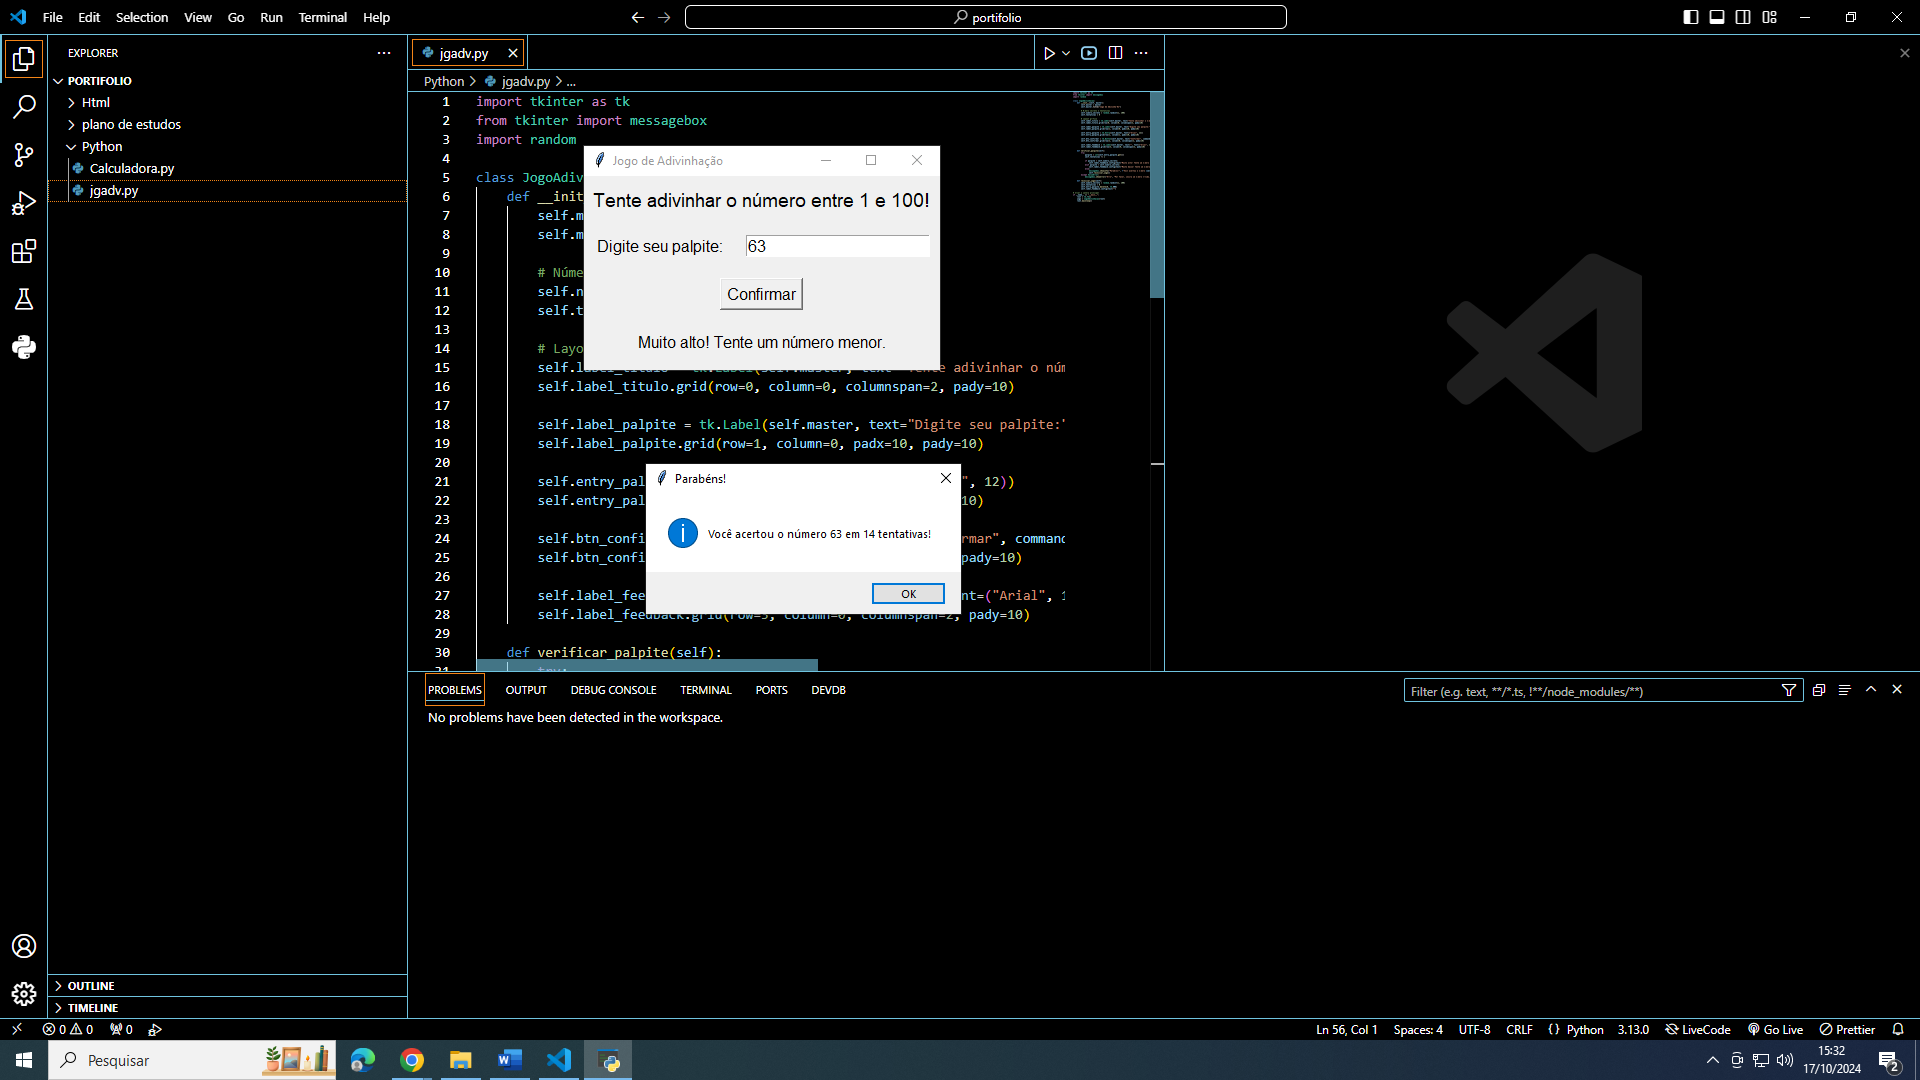 File Edit Selection View Go Run Terminal Help
portifolio
EXPLORER
PORTIFOLIO
Html
plano de estudos
Python
Calculadora.py
jgadv.py
OUTLINE
TIMELINE
jgadv.py
Python > jgadv.py > ...
1 import tkinter as tk
2 from tkinter import messagebox
3 import random
4
5 class JogoAdiv
6 def __init
7 self.m
8 self.m
9
10 # Núme
11 self.n
12 self.t
13
14 # Layo
15 self.label_titulo = tk.Label(self.master, text="Tente adivinhar o núm
16 self.label_titulo.grid(row=0, column=0, columnspan=2, pady=10)
17
18 self.label_palpite = tk.Label(self.master, text="Digite seu palpite:"
19 self.label_palpite.grid(row=1, column=0, padx=10, pady=10)
20
21 self.entry_pal ", 12))
22 self.entry_pal 10)
23
24 self.btn_confi rmar", command
25 self.btn_confi pady=10)
26
27 self.label_fee nt=("Arial", 1
28 self.label_feedback.grid(row=3, column=0, columnspan=2, pady=10)
29
30 def verificar_palpite(self):
31 try:
Jogo de Adivinhação
Tente adivinhar o número entre 1 e 100!
Digite seu palpite: 63
Confirmar
Muito alto! Tente um número menor.
Parabéns!
Você acertou o número 63 em 14 tentativas!
OK
PROBLEMS OUTPUT DEBUG CONSOLE TERMINAL PORTS DEVDB
Filter (e.g. text, **/*.ts, !**/node_modules/**)
No problems have been detected in the workspace.
0 0 0
Ln 56, Col 1 Spaces: 4 UTF-8 CRLF {} Python 3.13.0 LiveCode Go Live Prettier
Pesquisar
15:32
17/10/2024
2